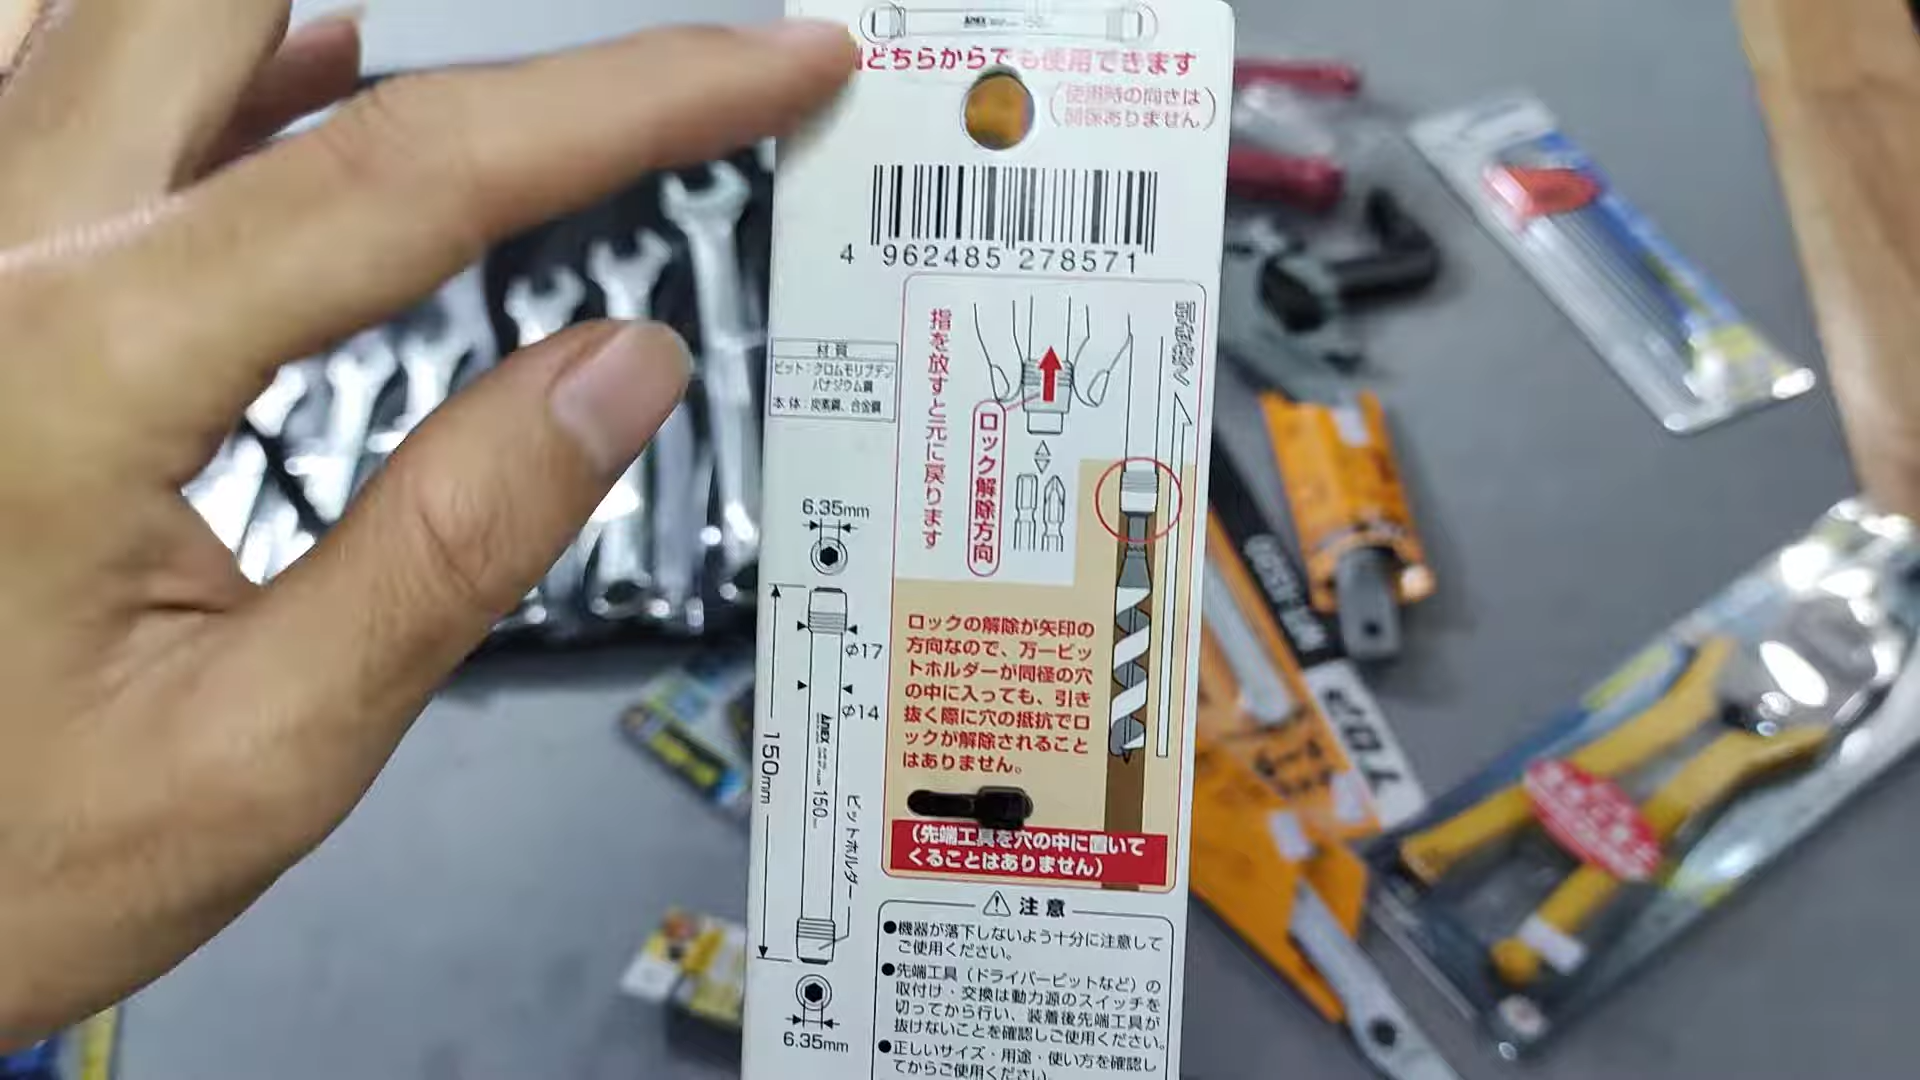 ANEX
どちらからでも使用できます
(使用時の向きは
関係ありません)
4 962485 278571
指を放すと元に戻ります
ロック解除方向
材質
ビット:クロムモリブデン
バナジウム鋼
本体:炭素鋼、合金鋼
6.35mm
φ17
φ14
150mm
ANEX
150
ビットホルダー
6.35mm
ロックの解除が矢印の
方向なので、万一ビッ
トホルダーが同径の穴
の中に入っても、引き
抜く際に穴の抵抗でロ
ックが解除されること
はありません。
(先端工具を穴の中に置いて
くることはありません)
注意
●機器が落下しないよう十分に注意して
ご使用ください。
●先端工具(ドライバービットなど)の
取付け・交換は動力源のスイッチを
切ってから行い、装着後先端工具が
抜けないことを確認しご使用ください。
●正しいサイズ・用途・使い方を確認し
てからご使用ください。